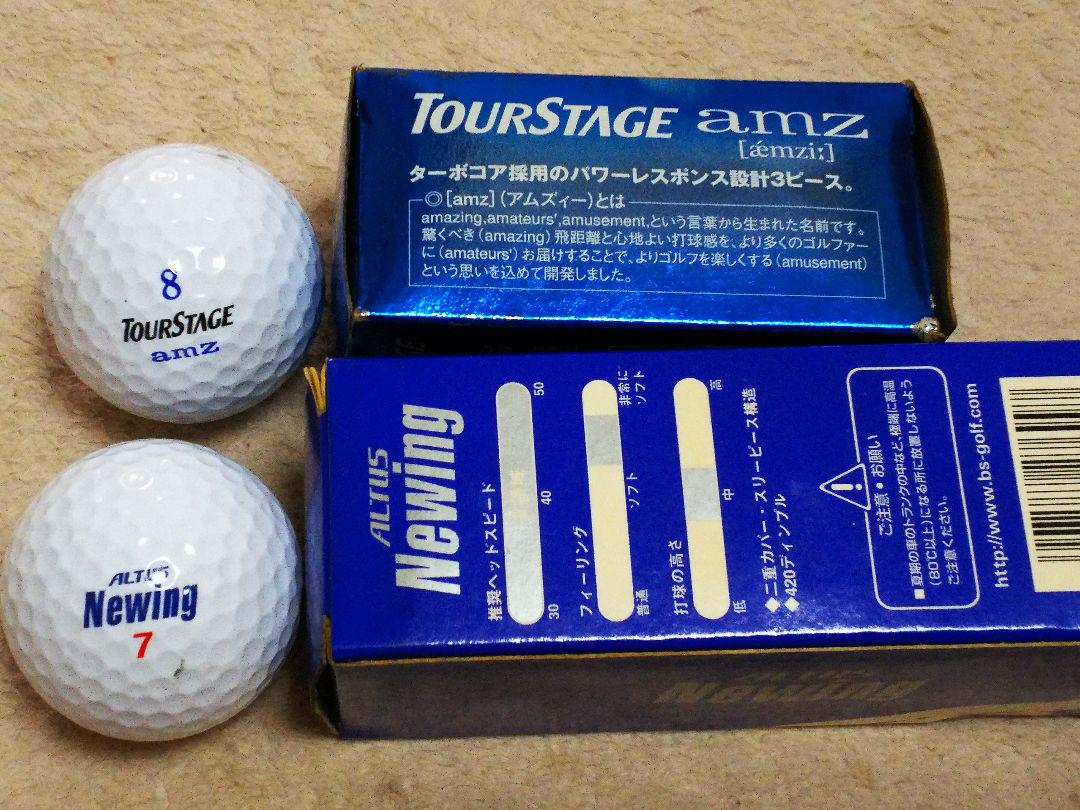 8
TOURSTAGE
amz
ALTUS
Newing
7
TOURSTAGE amz
[ǽmziː]
ターボコア採用のパワーレスポンス設計3ピース。
◎[amz](アムズィー)とは
amazing,amateurs',amusement,という言葉から生まれた名前です。
驚くべき(amazing)飛距離と心地よい打球感を、より多くのゴルファー
に(amateurs')お届けすることで、よりゴルフを楽しくする(amusement)
という思いを込めて開発しました。
ALTUS
Newing
推奨ヘッドスピード
30
40
50
フィーリング
普通
ソフト
非常に
ソフト
打球の高さ
低
中
高
◆二重カバー・スリーピース構造
◆420ディンプル
ご注意・お願い
■夏期の車のトランクの中など、極端に高温
(80℃以上)になる所に放置しないよう
ご注意ください。
http://www.bs-golf.com
ALTUS
Newing